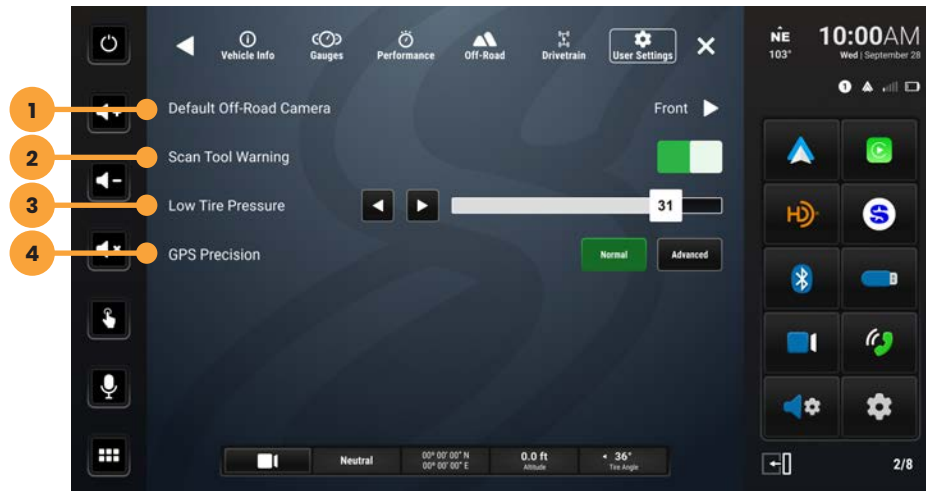 Vehicle Info
Gauges
Performance
Off-Road
Drivetrain
User Settings
NE
103°
10:00AM
Wed | September 28
1
1
Default Off-Road Camera
Front
2
Scan Tool Warning
3
Low Tire Pressure
31
4
GPS Precision
Normal
Advanced
HD
Neutral
00° 00' 00" N
00° 00' 00" E
0.0 ft
Altitude
36°
Tire Angle
2/8